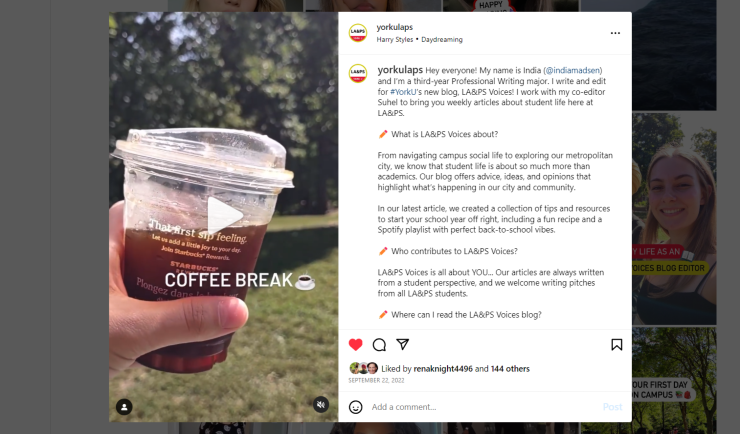 HAPPY
LA&PS
yorkulaps
Harry Styles • Daydreaming
LA&PS
yorkulaps Hey everyone! My name is India (@indiamadsen)
and I'm a third-year Professional Writing major. I write and edit
for #YorkU's new blog, LA&PS Voices! I work with my co-editor
Suhel to bring you weekly articles about student life here at
LA&PS.
What is LA&PS Voices about?
From navigating campus social life to exploring our metropolitan
city, we know that student life is about so much more than
academics. Our blog offers advice, ideas, and opinions that
highlight what's happening in our city and community.
In our latest article, we created a collection of tips and resources
to start your school year off right, including a fun recipe and a
Spotify playlist with perfect back-to-school vibes.
Who contributes to LA&PS Voices?
LA&PS Voices is all about YOU... Our articles are always written
from a student perspective, and we welcome writing pitches
from all LA&PS students.
Where can I read the LA&PS Voices blog?
Liked by renaknight4496 and 144 others
SEPTEMBER 22, 2022
Add a comment...
Post
That first sip feeling.
Let us add a little joy to your day.
Join Starbucks® Rewards.
STARBUCKS
COFFEE BREAK
Plongez dans
Y LIFE AS AN
VOICES BLOG EDITOR
OUR FIRST DAY
ON CAMPUS